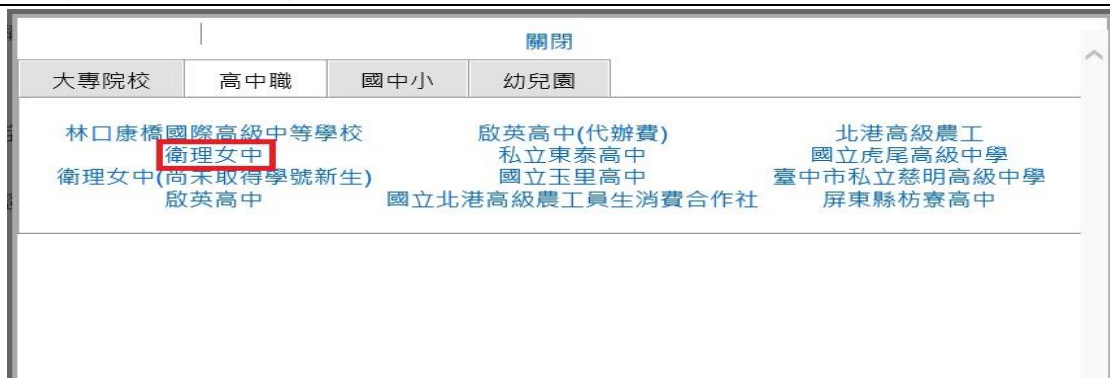 關閉
大專院校 高中職 國中小 幼兒園
林口康橋國際高級中等學校 啟英高中(代辦費) 北港高級農工
衛理女中 私立東泰高中 國立虎尾高級中學
衛理女中(尚未取得學號新生) 國立玉里高中 臺中市私立慈明高級中學
啟英高中 國立北港高級農工員生消費合作社 屏東縣枋寮高中